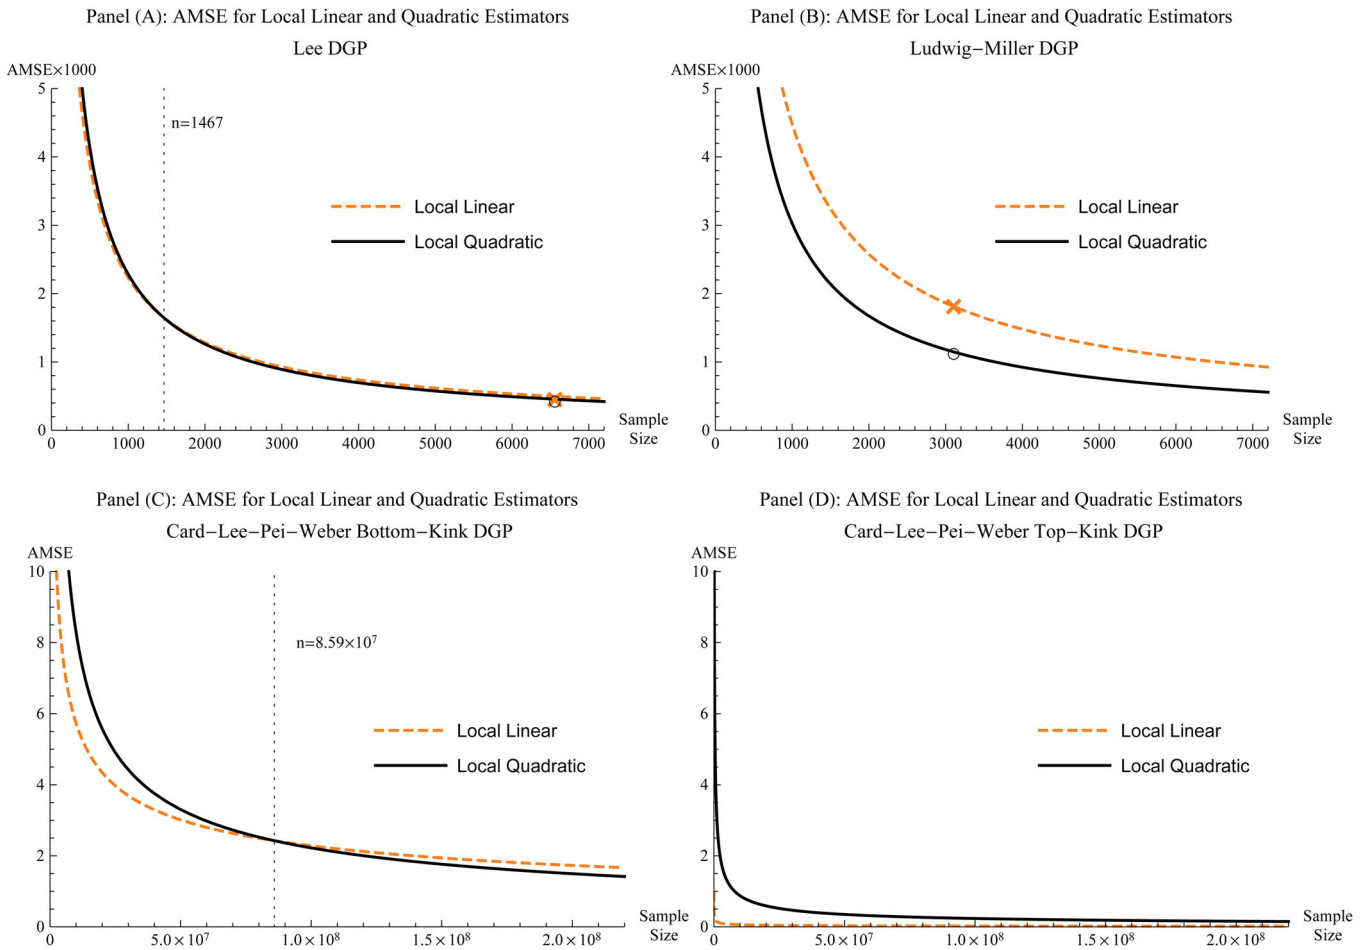 Panel (A): AMSE for Local Linear and Quadratic Estimators
Lee DGP
AMSE×1000
5
4
3
2
1
0
n=1467
Local Linear
Local Quadratic
0 1000 2000 3000 4000 5000 6000 7000
Sample
Size
Panel (B): AMSE for Local Linear and Quadratic Estimators
Ludwig−Miller DGP
AMSE×1000
5
4
3
2
1
0
Local Linear
Local Quadratic
0 1000 2000 3000 4000 5000 6000 7000
Sample
Size
Panel (C): AMSE for Local Linear and Quadratic Estimators
Card−Lee−Pei−Weber Bottom−Kink DGP
AMSE
10
8
6
4
2
0
n=8.59×10⁷
Local Linear
Local Quadratic
0 5.0×10⁷ 1.0×10⁸ 1.5×10⁸ 2.0×10⁸
Sample
Size
Panel (D): AMSE for Local Linear and Quadratic Estimators
Card−Lee−Pei−Weber Top−Kink DGP
AMSE
10
8
6
4
2
0
Local Linear
Local Quadratic
0 5.0×10⁷ 1.0×10⁸ 1.5×10⁸ 2.0×10⁸
Sample
Size